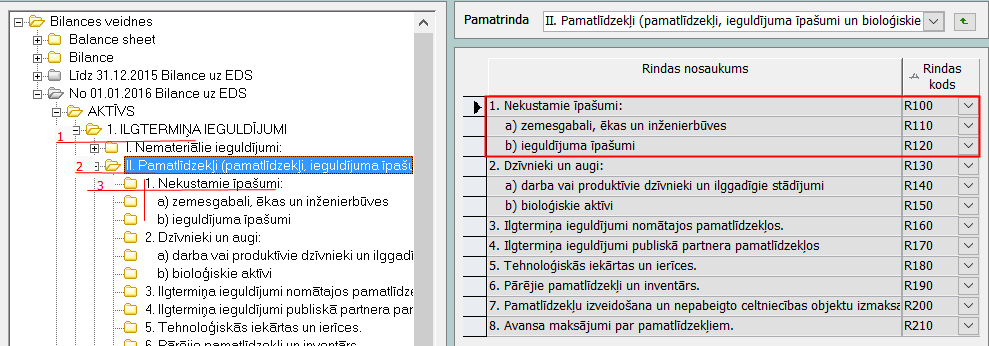 Bilances veidnes
Balance sheet
Bilance
Līdz 31.12.2015 Bilance uz EDS
No 01.01.2016 Bilance uz EDS
AKTĪVS
1. ILGTERMIŅA IEGULDĪJUMI
1
I. Nemateriālie ieguldījumi:
2
II. Pamatlīdzekļi (pamatlīdzekļi, ieguldījuma īpaši
3
1. Nekustamie īpašumi:
a) zemesgabali, ēkas un inženierbūves
b) ieguldījuma īpašumi
2. Dzīvnieki un augi:
a) darba vai produktīvie dzīvnieki un ilggadīg
b) bioloģiskie aktīvi
3. Ilgtermiņa ieguldījumi nomātajos pamatlīdze
4. Ilgtermiņa ieguldījumi publiskā partnera pam
5. Tehnoloģiskās iekārtas un ierīces.
6. Pārējie pamatlīdzekļi un inventārs.
Pamatrinda II. Pamatlīdzekļi (pamatlīdzekļi, ieguldījuma īpašumi un bioloģiskie
Rindas nosaukums Rindas kods
1. Nekustamie īpašumi: R100
a) zemesgabali, ēkas un inženierbūves R110
b) ieguldījuma īpašumi R120
2. Dzīvnieki un augi: R130
a) darba vai produktīvie dzīvnieki un ilggadīgie stādījumi R140
b) bioloģiskie aktīvi R150
3. Ilgtermiņa ieguldījumi nomātajos pamatlīdzekļos. R160
4. Ilgtermiņa ieguldījumi publiskā partnera pamatlīdzekļos R170
5. Tehnoloģiskās iekārtas un ierīces. R180
6. Pārējie pamatlīdzekļi un inventārs. R190
7. Pamatlīdzekļu izveidošana un nepabeigto celtniecības objektu izmaksa R200
8. Avansa maksājumi par pamatlīdzekļiem. R210